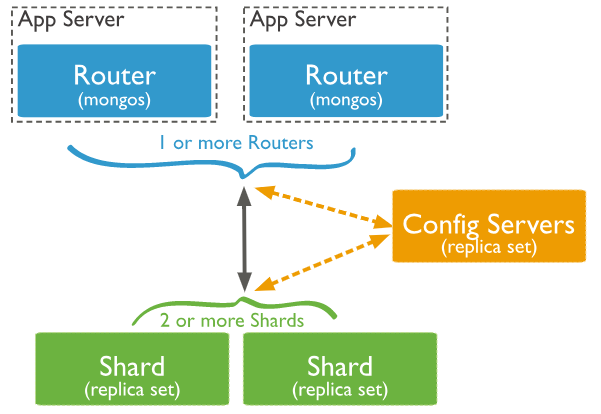 App Server
App Server
Router
(mongos)
Router
(mongos)
1 or more Routers
Config Servers
(replica set)
2 or more Shards
Shard
(replica set)
Shard
(replica set)